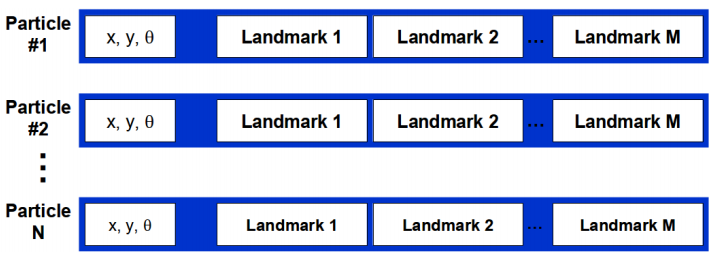 Particle #1 x, y, θ Landmark 1 Landmark 2 ... Landmark M
Particle #2 x, y, θ Landmark 1 Landmark 2 ... Landmark M
Particle N x, y, θ Landmark 1 Landmark 2 ... Landmark M